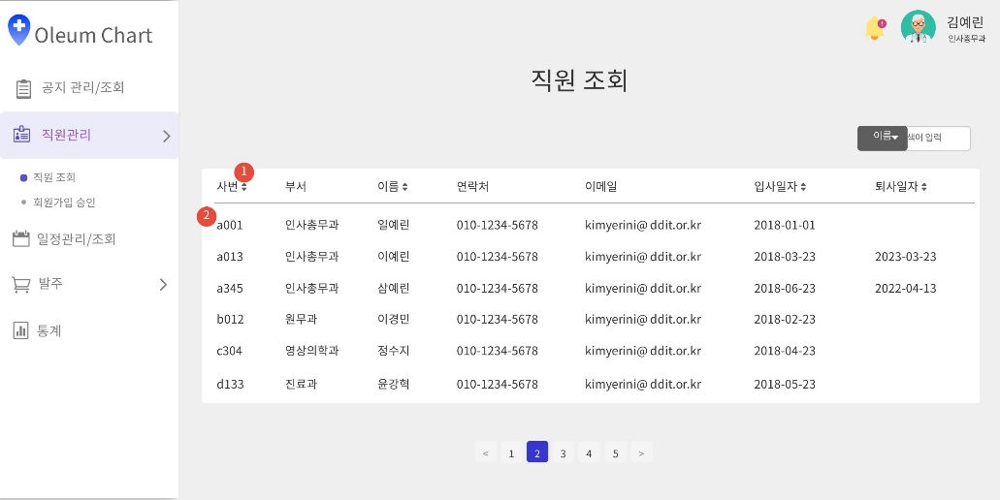 Oleum Chart
공지 관리/조회
직원관리
직원 조회
회원가입 승인
일정관리/조회
발주
통계
!
김예린
인사총무과
직원 조회
이름
색어 입력
1
사번 부서 이름 연락처 이메일 입사일자 퇴사일자
2
a001 인사총무과 일예린 010-1234-5678 kimyerini@ddit.or.kr 2018-01-01
a013 인사총무과 이예린 010-1234-5678 kimyerini@ddit.or.kr 2018-03-23 2023-03-23
a345 인사총무과 삼예린 010-1234-5678 kimyerini@ddit.or.kr 2018-06-23 2022-04-13
b012 원무과 이경민 010-1234-5678 kimyerini@ddit.or.kr 2018-02-23
c304 영상의학과 정수지 010-1234-5678 kimyerini@ddit.or.kr 2018-04-23
d133 진료과 윤강혁 010-1234-5678 kimyerini@ddit.or.kr 2018-05-23
< 1 2 3 4 5 >